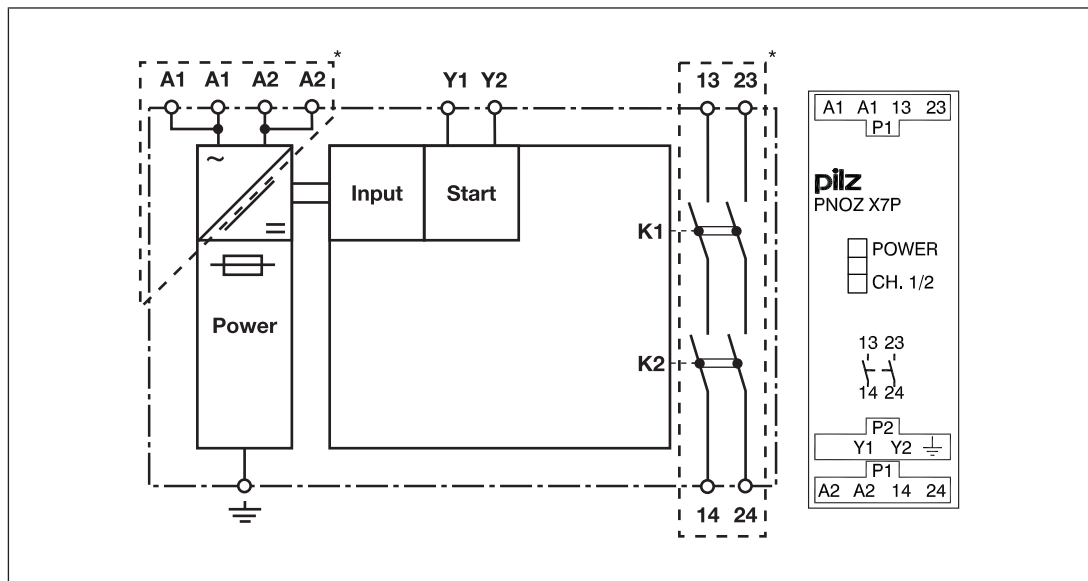 * *
A1 A1 A2 A2 Y1 Y2 13 23
~
Input Start
Power
K1
K2
14 24
A1 A1 13 23
P1
pilz
PNOZ X7P
POWER
CH. 1/2
13 23
14 24
P2
Y1 Y2
P1
A2 A2 14 24